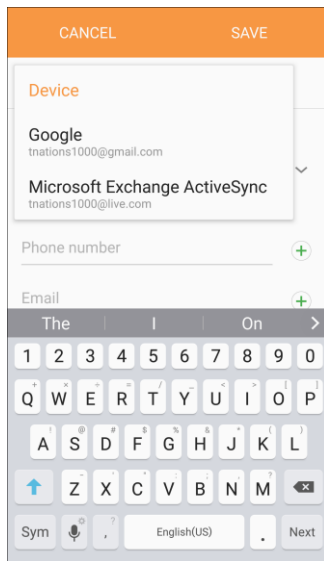 CANCEL SAVE
Device
Google
tnations1000@gmail.com
Microsoft Exchange ActiveSync
tnations1000@live.com
Phone number
Email
The I On >
1 2 3 4 5 6 7 8 9 0
+ × ÷ = / _ < > [ ]
Q W E R T Y U I O P
! @ # $ % & * ( )
A S D F G H J K L
- ' " : ; , ?
Z X C V B N M
Sym , ? English(US) . Next